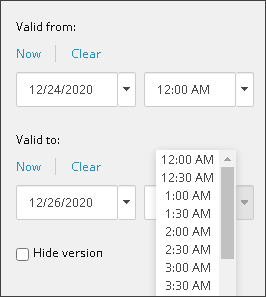 Valid from:
Now Clear
12/24/2020 12:00 AM
Valid to:
Now Clear
12/26/2020
12:00 AM
12:30 AM
1:00 AM
1:30 AM
2:00 AM
2:30 AM
3:00 AM
3:30 AM
Hide version